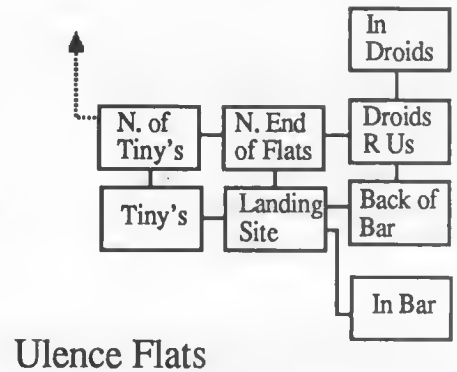 In
Droids
N. of
Tiny's
N. End
of Flats
Droids
R Us
Tiny's
Landing
Site
Back of
Bar
In Bar
Ulence Flats